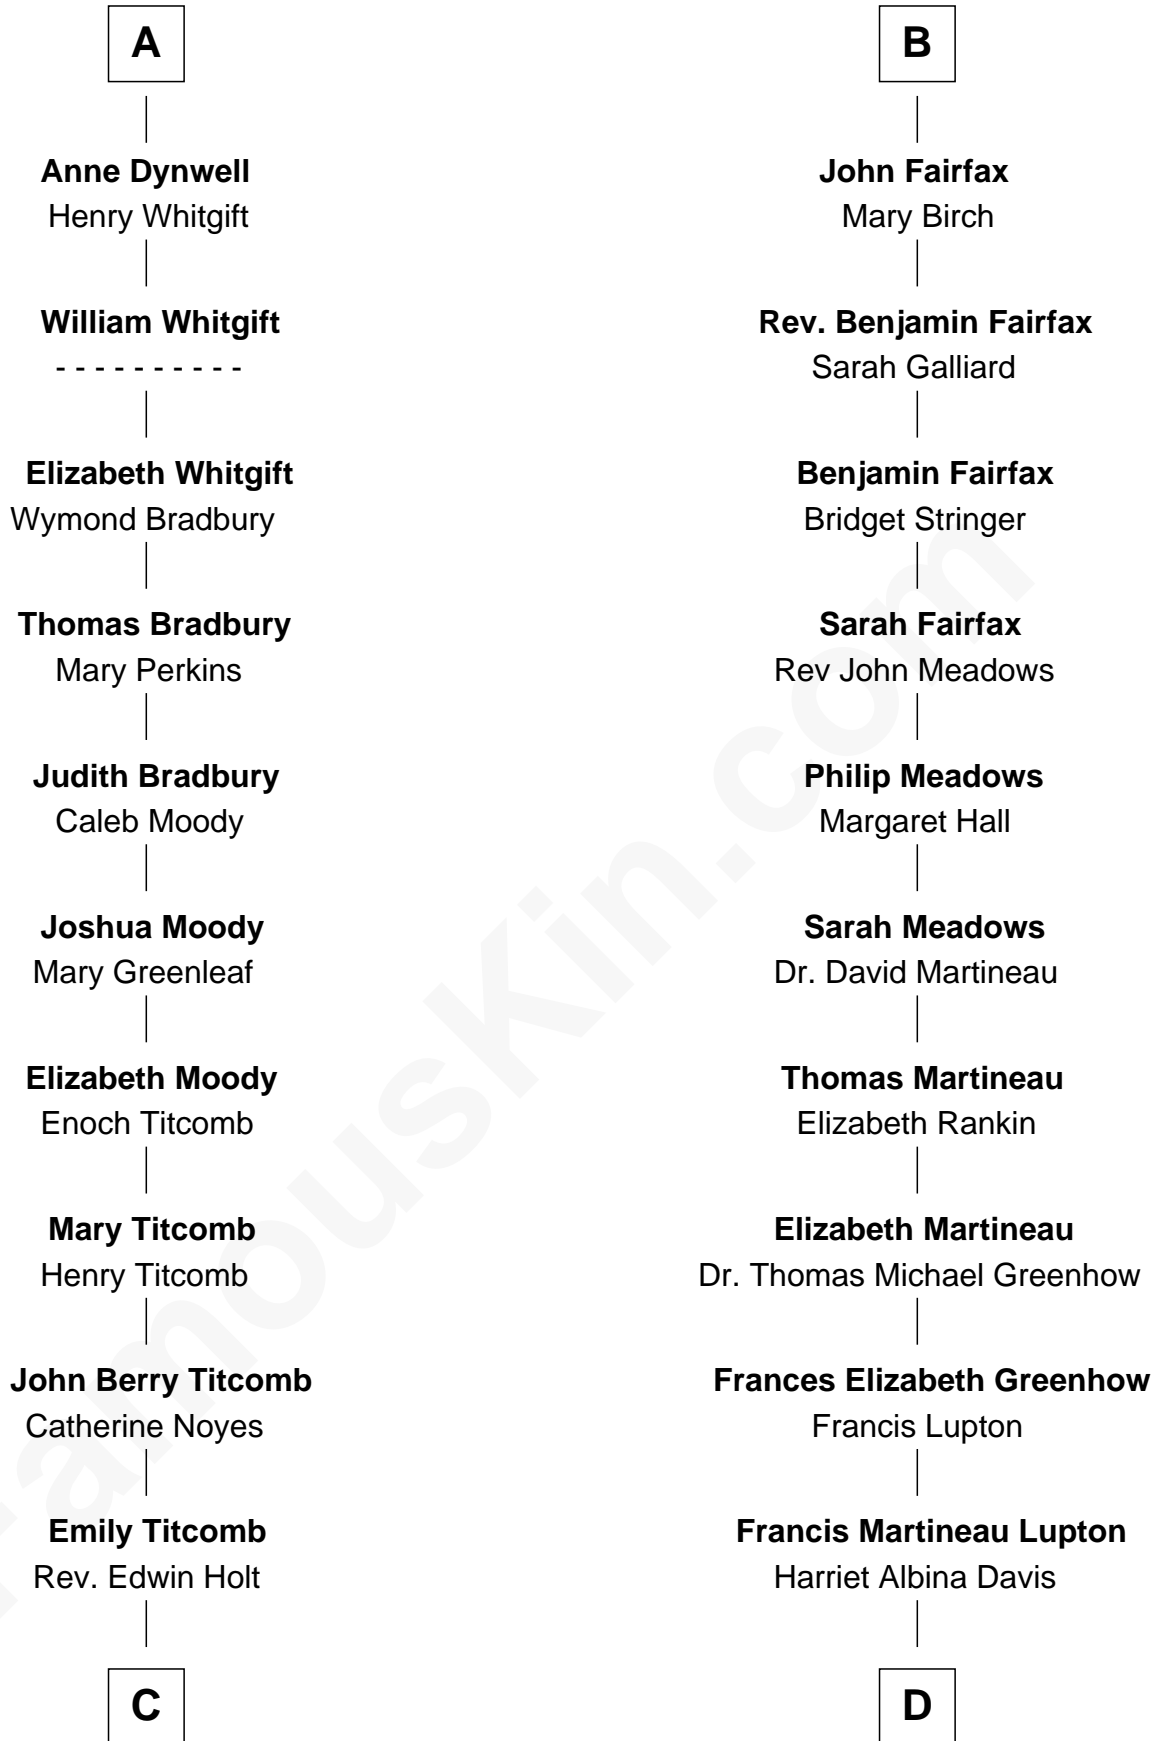 A
Anne Dynwell
Henry Whitgift
William Whitgift
- - - - - - - - - -
Elizabeth Whitgift
Wymond Bradbury
Thomas Bradbury
Mary Perkins
Judith Bradbury
Caleb Moody
Joshua Moody
Mary Greenleaf
Elizabeth Moody
Enoch Titcomb
Mary Titcomb
Henry Titcomb
John Berry Titcomb
Catherine Noyes
Emily Titcomb
Rev. Edwin Holt
C
B
John Fairfax
Mary Birch
Rev. Benjamin Fairfax
Sarah Galliard
Benjamin Fairfax
Bridget Stringer
Sarah Fairfax
Rev John Meadows
Philip Meadows
Margaret Hall
Sarah Meadows
Dr. David Martineau
Thomas Martineau
Elizabeth Rankin
Elizabeth Martineau
Dr. Thomas Michael Greenhow
Frances Elizabeth Greenhow
Francis Lupton
Francis Martineau Lupton
Harriet Albina Davis
D
FamousKin.com